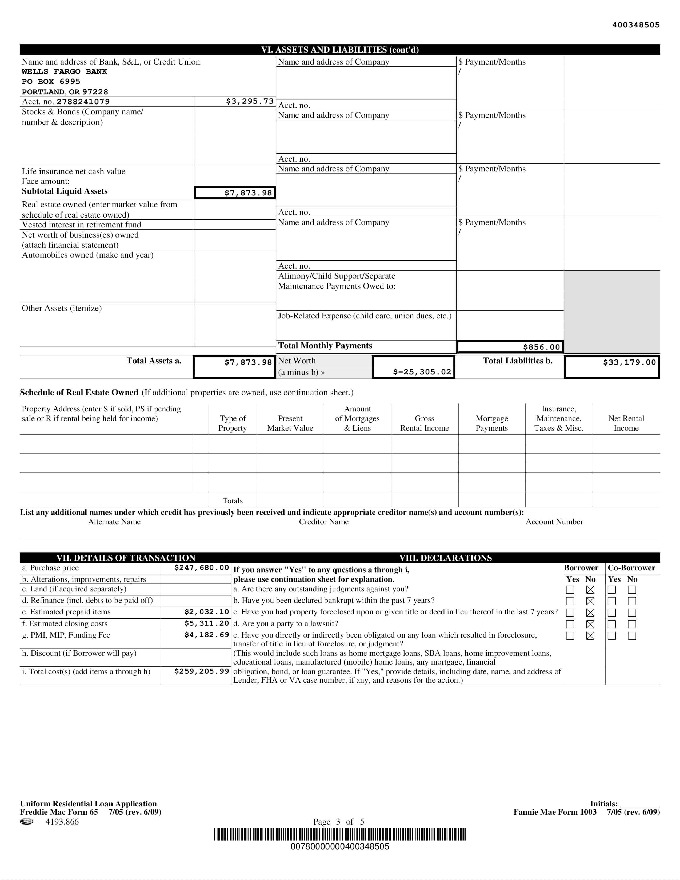 400348505
VI. ASSETS AND LIABILITIES (cont'd)
Name and address of Bank, S&L, or Credit Union
WELLS FARGO BANK
PO BOX 6995
PORTLAND, OR 97228
Acct. no. 2788241079 $3,295.73
Stocks & Bonds (Company name/
number & description)
Life insurance net cash value
Face amount:
Subtotal Liquid Assets $7,873.98
Real estate owned (enter market value from
schedule of real estate owned)
Vested interest in retirement fund
Net worth of business(es) owned
(attach financial statement)
Automobiles owned (make and year)
Other Assets (itemize)
Total Assets a. $7,873.98
Name and address of Company $ Payment/Months
/
Acct. no.
Name and address of Company $ Payment/Months
/
Acct. no.
Name and address of Company $ Payment/Months
/
Acct. no.
Name and address of Company $ Payment/Months
/
Acct. no.
Alimony/Child Support/Separate
Maintenance Payments Owed to:
Job-Related Expense (child care, union dues, etc.)
Total Monthly Payments $856.00
Net Worth
(a minus b) » $-25,305.02
Total Liabilities b. $33,179.00
Schedule of Real Estate Owned (If additional properties are owned, use continuation sheet.)
Property Address (enter S if sold, PS if pending
sale or R if rental being held for income)
Type of
Property
Present
Market Value
Amount
of Mortgages
& Liens
Gross
Rental Income
Mortgage
Payments
Insurance,
Maintenance,
Taxes & Misc.
Net Rental
Income
Totals
List any additional names under which credit has previously been received and indicate appropriate creditor name(s) and account number(s):
Alternate Name Creditor Name Account Number
VII. DETAILS OF TRANSACTION
a. Purchase price $247,680.00
b. Alterations, improvements, repairs
c. Land (if acquired separately)
d. Refinance (incl. debts to be paid off)
e. Estimated prepaid items $2,032.10
f. Estimated closing costs $5,311.20
g. PMI, MIP, Funding Fee $4,182.69
h. Discount (if Borrower will pay)
i. Total cost(s) (add items a through h) $259,205.99
VIII. DECLARATIONS
If you answer "Yes" to any questions a through i,
please use continuation sheet for explanation.
Borrower Co-Borrower
Yes No Yes No
a. Are there any outstanding judgments against you?
b. Have you been declared bankrupt within the past 7 years?
c. Have you had property foreclosed upon or given title or deed in lieu thereof in the last 7 years?
d. Are you a party to a lawsuit?
e. Have you directly or indirectly been obligated on any loan which resulted in foreclosure,
transfer of title in lieu of foreclosure, or judgment?
(This would include such loans as home mortgage loans, SBA loans, home improvement loans,
educational loans, manufactured (mobile) home loans, any mortgage, financial
obligation, bond, or loan guarantee. If "Yes," provide details, including date, name, and address of
Lender, FHA or VA case number, if any, and reasons for the action.)
Uniform Residential Loan Application
Freddie Mac Form 65 7/05 (rev. 6/09)
4193.866
Page 3 of 5
00780000000400348505
Initials:
Fannie Mae Form 1003 7/05 (rev. 6/09)